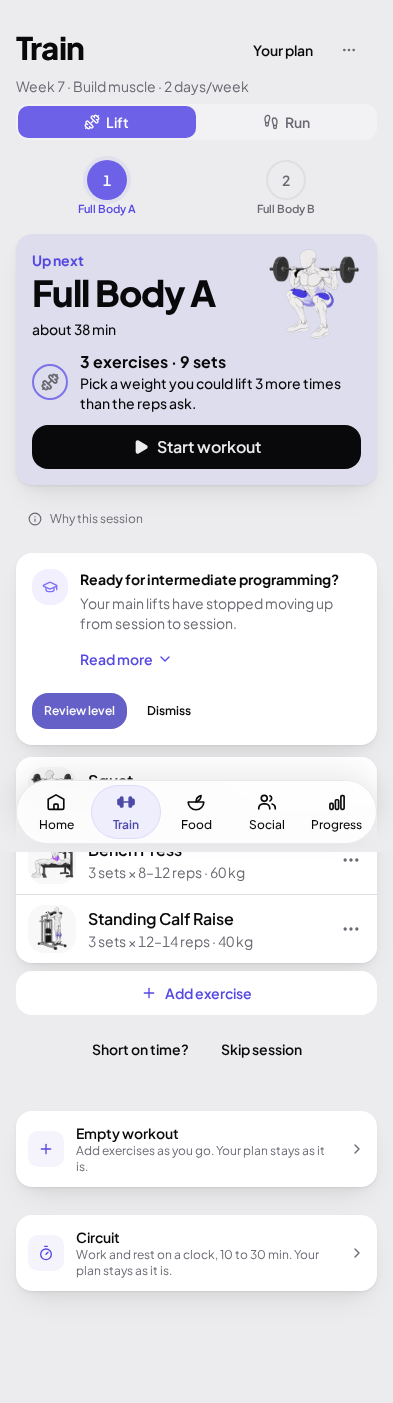 Train
Your plan
Week 7 · Build muscle · 2 days/week
Lift
Run
1
2
Full Body A
Full Body B
Up next
Full Body A
about 38 min
3 exercises · 9 sets
Pick a weight you could lift 3 more times
than the reps ask.
Start workout
Why this session
Ready for intermediate programming?
Your main lifts have stopped moving up
from session to session.
Read more
Review level
Dismiss
Squat
Home
Train
Food
Social
Progress
Bench Press
3 sets × 8–12 reps · 60 kg
Standing Calf Raise
3 sets × 12–14 reps · 40 kg
Add exercise
Short on time?
Skip session
Empty workout
Add exercises as you go. Your plan stays as it
is.
Circuit
Work and rest on a clock, 10 to 30 min. Your
plan stays as it is.